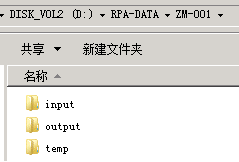 DISK_VOL2 (D:) ▸ RPA-DATA ▸ ZM-001 ▸
共享 ▼ 新建文件夹
名称
input
output
temp